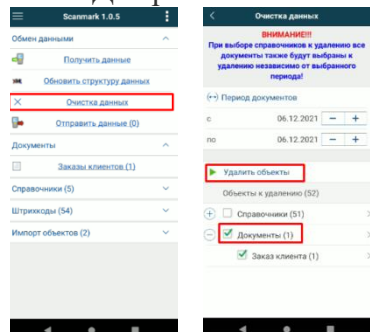 Scanmark 1.0.5
Обмен данными
Получить данные
Обновить структуру данных
Очистка данных
Отправить данные (0)
Документы
Заказы клиентов (1)
Справочники (5)
Штрихкоды (54)
Импорт объектов (2)
Очистка данных
ВНИМАНИЕ!!!
При выборе справочников к удалению все
документы также будут выбраны к
удалению независимо от выбранного
периода!
Период документов
с 06.12.2021 − +
по 06.12.2021 − +
Удалить объекты
Объекты к удалению (52)
Справочники (51)
Документы (1)
Заказ клиента (1)